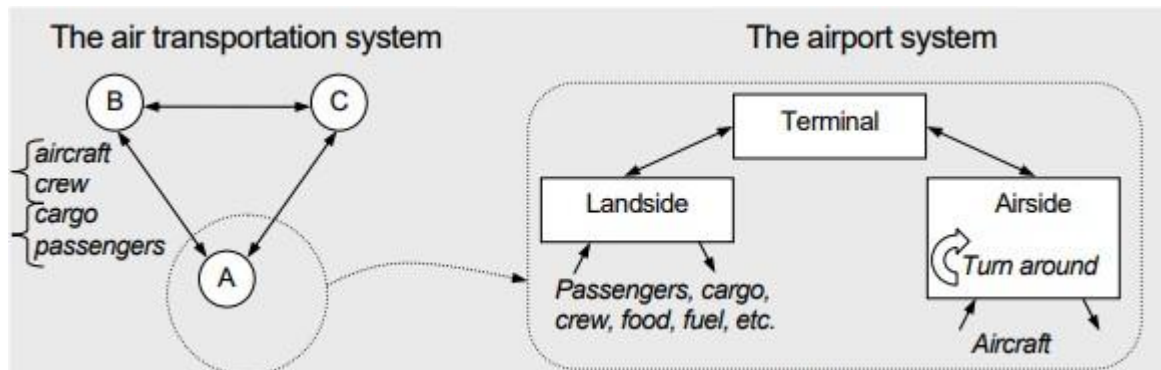 The air transportation system
B
C
aircraft
crew
cargo
passengers
A
The airport system
Terminal
Landside
Airside
Turn around
Passengers, cargo,
crew, food, fuel, etc.
Aircraft